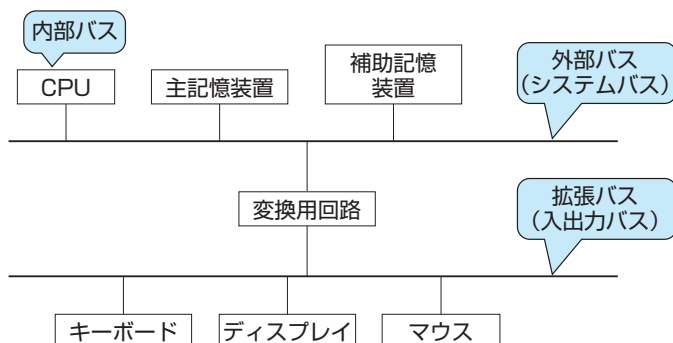 内部バス
CPU
主記憶装置
補助記憶
装置
外部バス
(システムバス)
変換用回路
拡張バス
(入出力バス)
キーボード
ディスプレイ
マウス